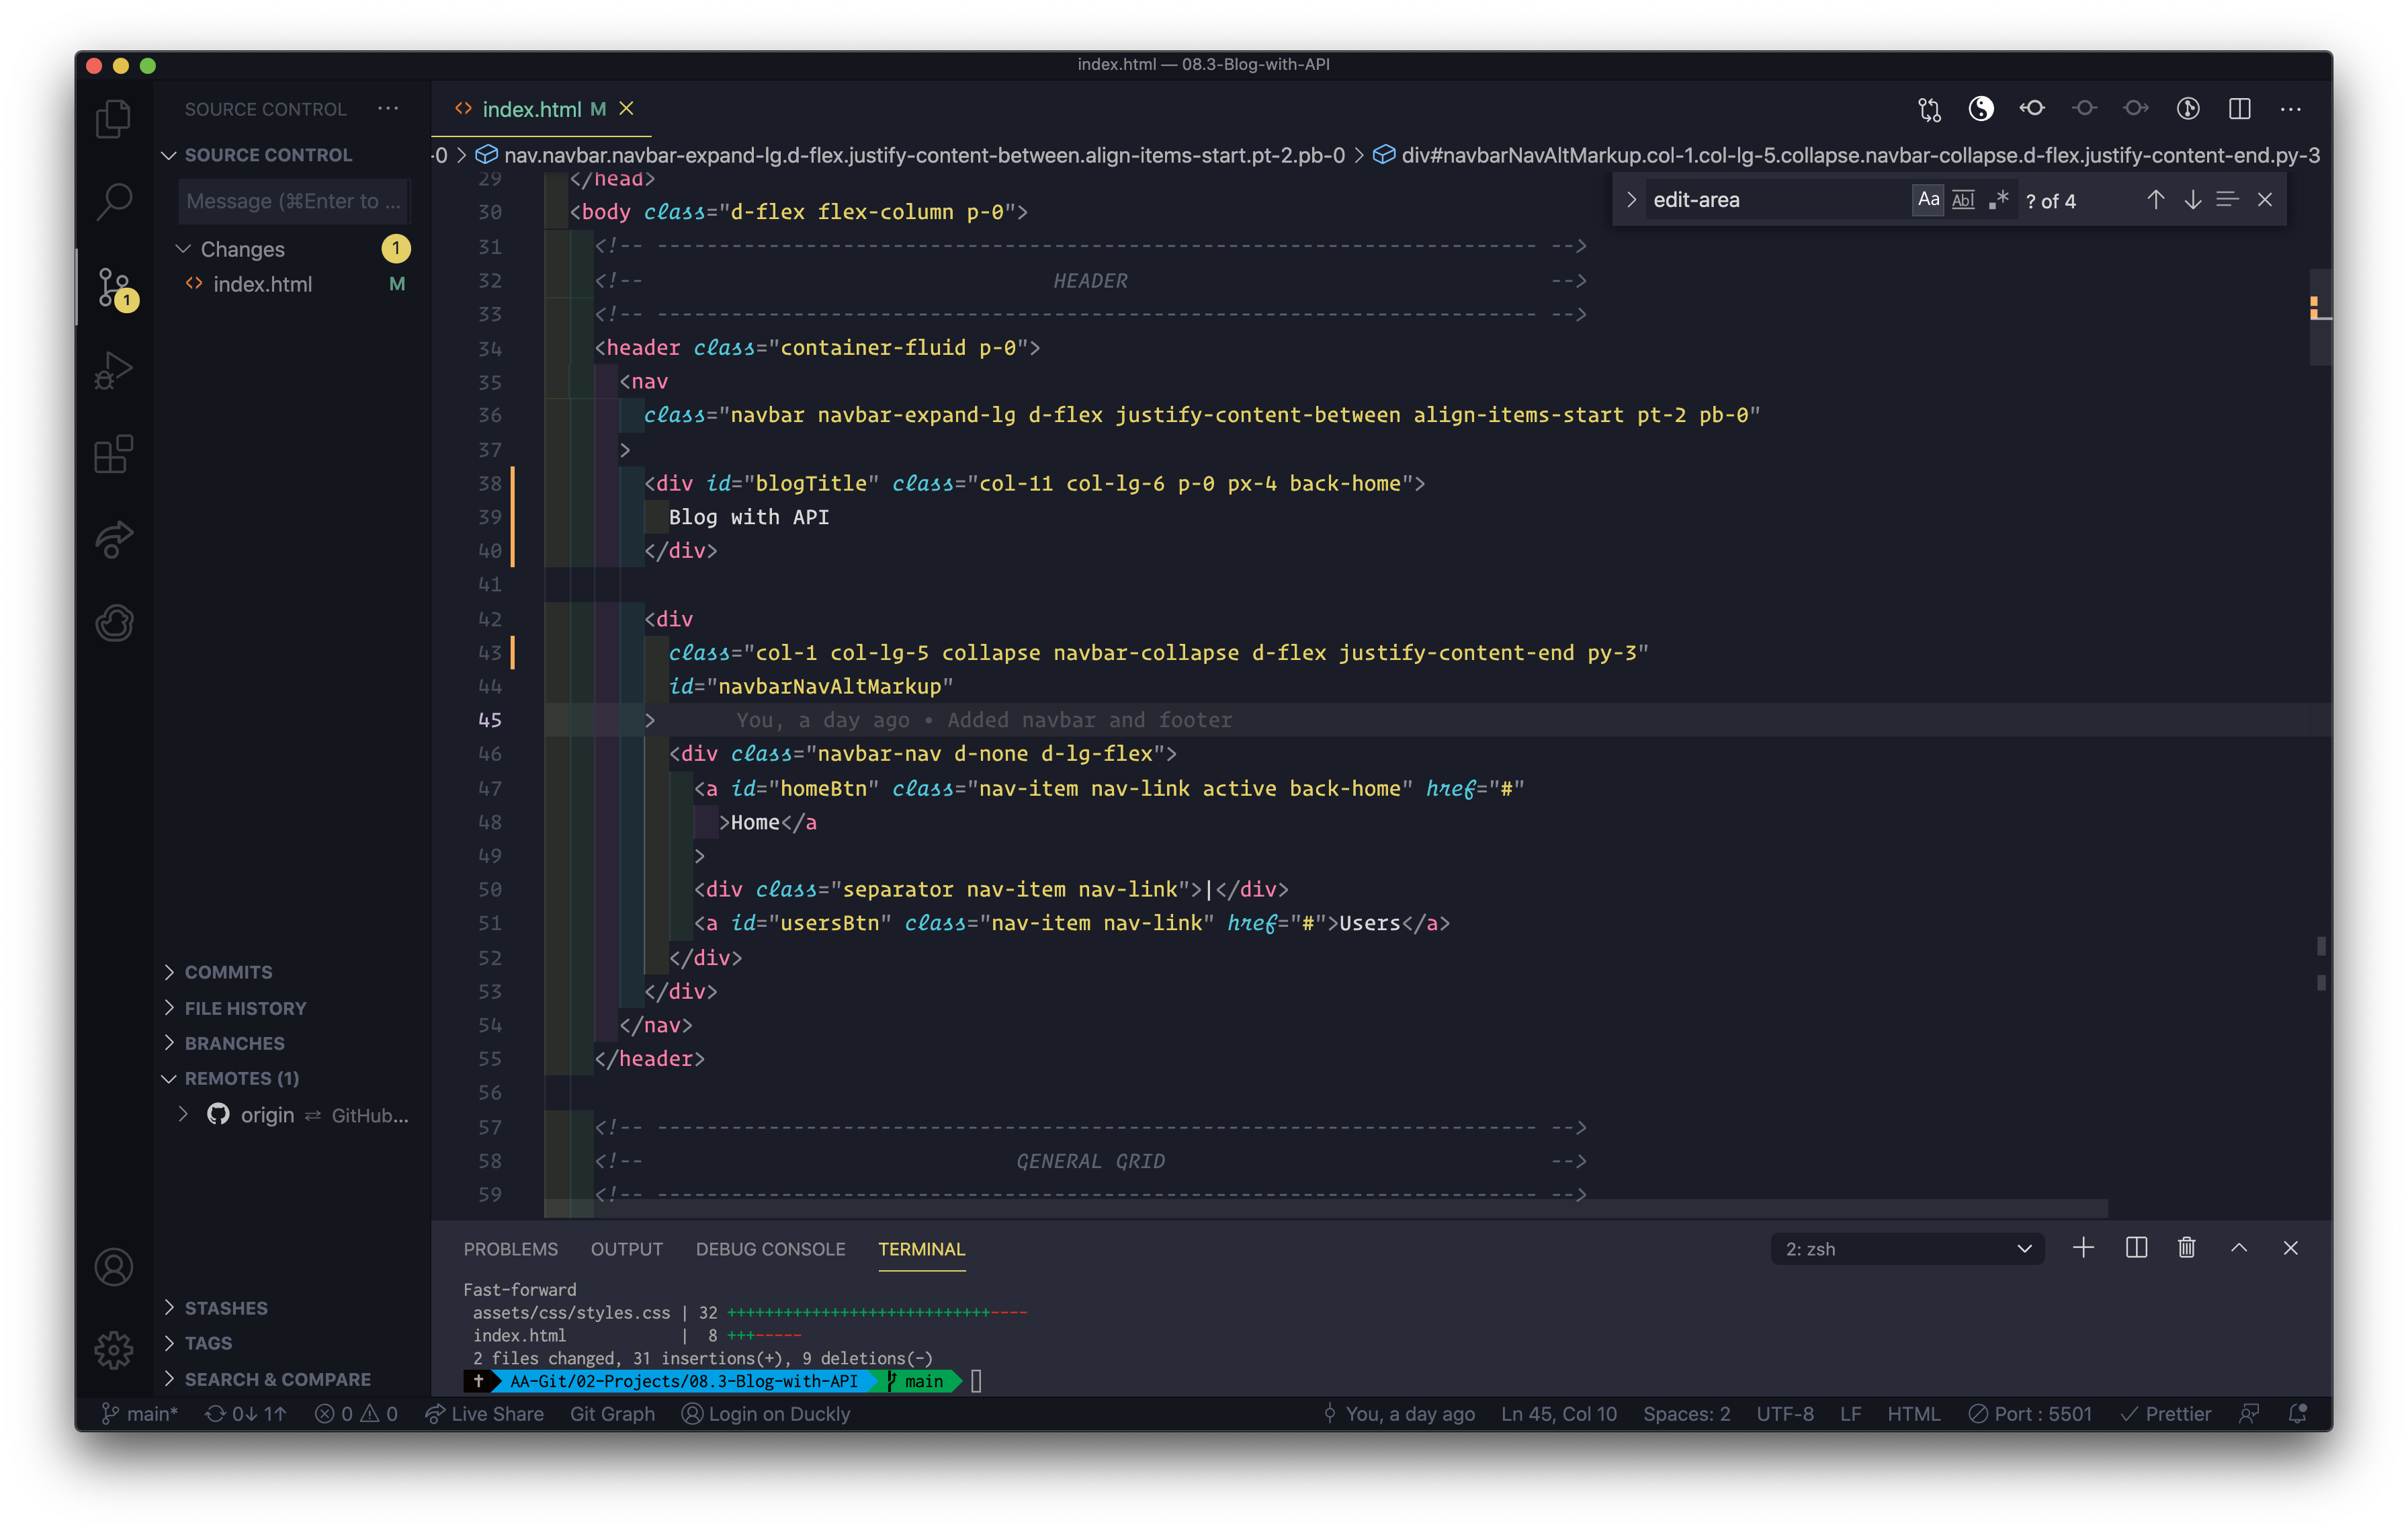 index.html — 08.3-Blog-with-API
SOURCE CONTROL ···
SOURCE CONTROL
Message (⌘Enter to ...
Changes 1
<> index.html M
1
COMMITS
FILE HISTORY
BRANCHES
REMOTES (1)
origin ⇄ GitHub...
STASHES
TAGS
SEARCH & COMPARE
<> index.html M ×
-0 > nav.navbar.navbar-expand-lg.d-flex.justify-content-between.align-items-start.pt-2.pb-0 > div#navbarNavAltMarkup.col-1.col-lg-5.collapse.navbar-collapse.d-flex.justify-content-end.py-3
edit-area Aa Abl .* ? of 4
29 </head>
30 <body class="d-flex flex-column p-0">
31 <!-- ----------------------------------------------------------------------- -->
32 <!-- HEADER -->
33 <!-- ----------------------------------------------------------------------- -->
34 <header class="container-fluid p-0">
35 <nav
36 class="navbar navbar-expand-lg d-flex justify-content-between align-items-start pt-2 pb-0"
37 >
38 <div id="blogTitle" class="col-11 col-lg-6 p-0 px-4 back-home">
39 Blog with API
40 </div>
41
42 <div
43 class="col-1 col-lg-5 collapse navbar-collapse d-flex justify-content-end py-3"
44 id="navbarNavAltMarkup"
45 > You, a day ago • Added navbar and footer
46 <div class="navbar-nav d-none d-lg-flex">
47 <a id="homeBtn" class="nav-item nav-link active back-home" href="#"
48 >Home</a
49 >
50 <div class="separator nav-item nav-link">|</div>
51 <a id="usersBtn" class="nav-item nav-link" href="#">Users</a>
52 </div>
53 </div>
54 </nav>
55 </header>
56
57 <!-- ----------------------------------------------------------------------- -->
58 <!-- GENERAL GRID -->
59 <!-- ----------------------------------------------------------------------- -->
PROBLEMS OUTPUT DEBUG CONSOLE TERMINAL 2: zsh
Fast-forward
assets/css/styles.css | 32 ++++++++++++++++++++++++++++----
index.html | 8 +++-----
2 files changed, 31 insertions(+), 9 deletions(-)
✝ AA-Git/02-Projects/08.3-Blog-with-API main
main* 0↓ 1↑ 0 0 Live Share Git Graph Login on Duckly You, a day ago Ln 45, Col 10 Spaces: 2 UTF-8 LF HTML Port : 5501 ✓ Prettier